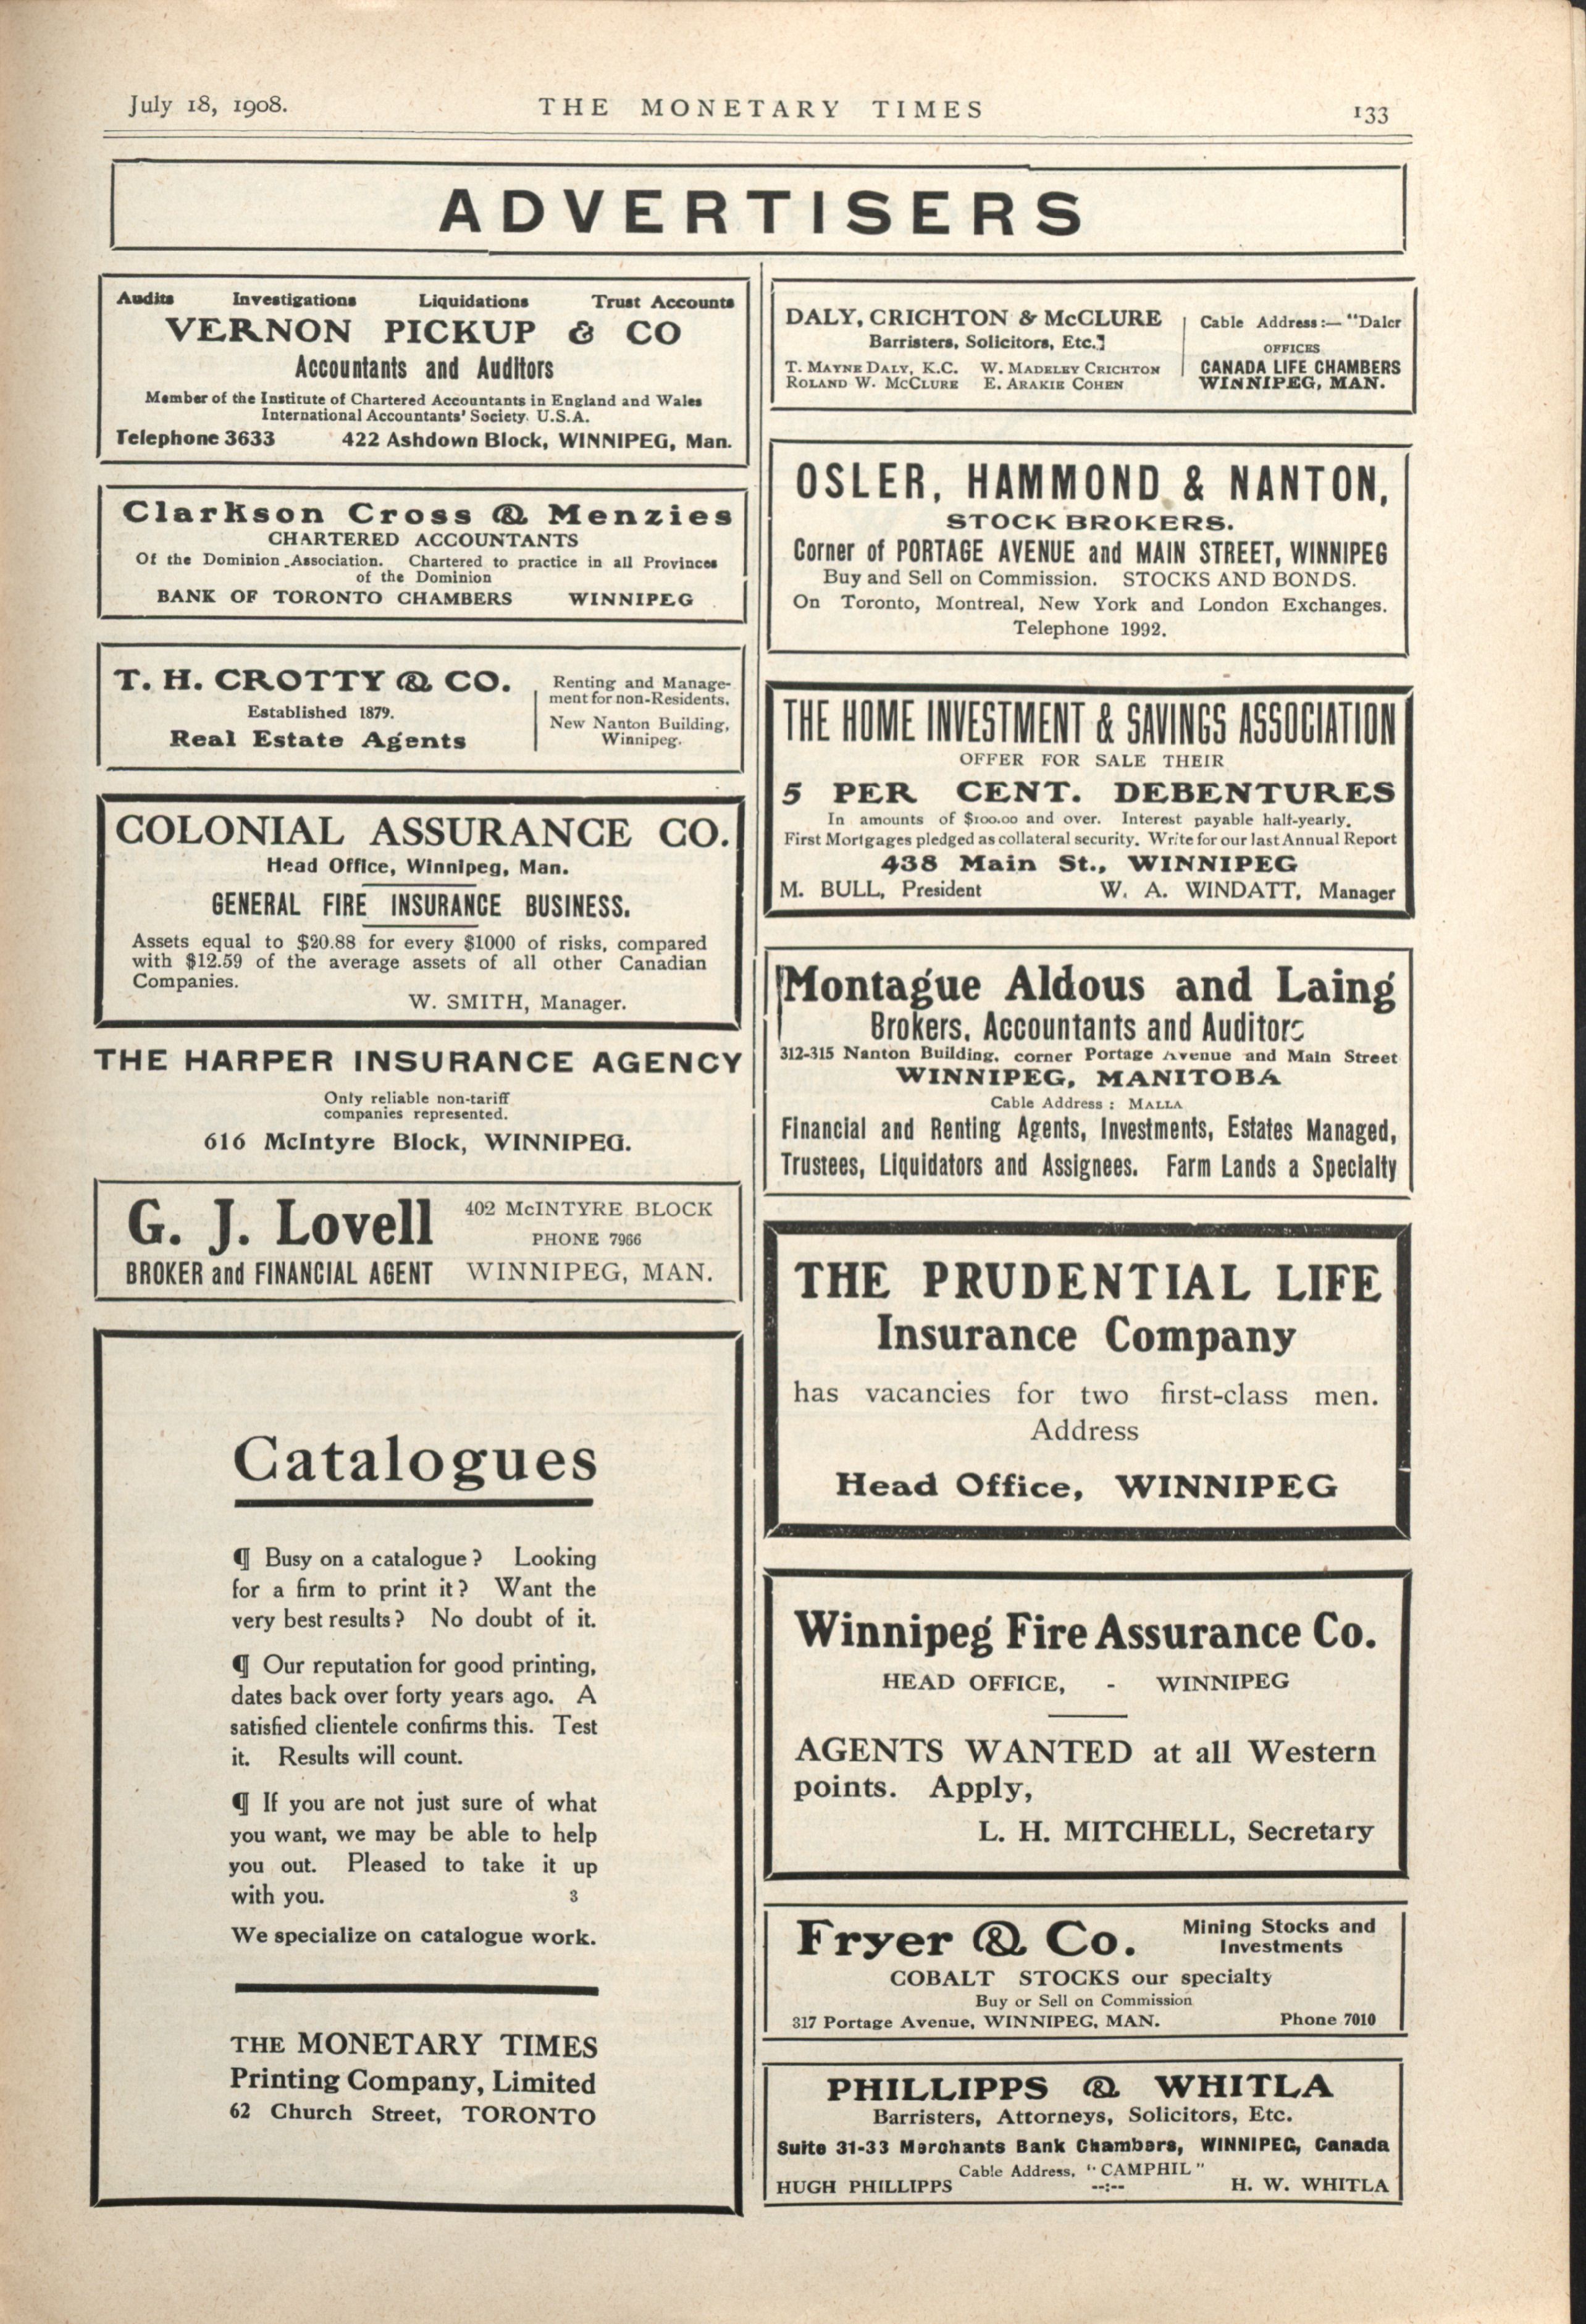 July 18, 1908.
THE MONETARY TIMES
133
ADVERTISERS
Audits Investigations Liquidations Trust Accounts
VERNON PICKUP & CO
Accountants and Auditors
Member of the Institute of Chartered Accountants in England and Wales
International Accountants' Society. U.S.A.
Telephone 3633 422 Ashdown Block, WINNIPEG, Man.
Clarkson Cross & Menzies
CHARTERED ACCOUNTANTS
Of the Dominion Association. Chartered to practice in all Provinces
of the Dominion
BANK OF TORONTO CHAMBERS WINNIPEG
T. H. CROTTY & CO.
Established 1879.
Real Estate Agents
Renting and Manage-
ment for non-Residents.
New Nanton Building,
Winnipeg.
COLONIAL ASSURANCE CO.
Head Office, Winnipeg, Man.
GENERAL FIRE INSURANCE BUSINESS.
Assets equal to $20.88 for every $1000 of risks, compared
with $12.59 of the average assets of all other Canadian
Companies.
W. SMITH, Manager.
THE HARPER INSURANCE AGENCY
Only reliable non-tariff
companies represented.
616 McIntyre Block, WINNIPEG.
G. J. Lovell
BROKER and FINANCIAL AGENT
402 McINTYRE BLOCK
PHONE 7966
WINNIPEG, MAN.
Catalogues
¶ Busy on a catalogue? Looking
for a firm to print it? Want the
very best results? No doubt of it.
¶ Our reputation for good printing,
dates back over forty years ago. A
satisfied clientele confirms this. Test
it. Results will count.
¶ If you are not just sure of what
you want, we may be able to help
you out. Pleased to take it up
with you. 3
We specialize on catalogue work.
THE MONETARY TIMES
Printing Company, Limited
62 Church Street, TORONTO
DALY, CRICHTON & McCLURE
Barristers, Solicitors, Etc.]
T. MAYNE DALY, K.C. W. MADELEY CRICHTON
ROLAND W. McCLURE E. ARAKIE COHEN
Cable Address:— "Dalcr
OFFICES
CANADA LIFE CHAMBERS
WINNIPEG, MAN.
OSLER, HAMMOND & NANTON,
STOCK BROKERS.
Corner of PORTAGE AVENUE and MAIN STREET, WINNIPEG
Buy and Sell on Commission. STOCKS AND BONDS.
On Toronto, Montreal, New York and London Exchanges.
Telephone 1992.
THE HOME INVESTMENT & SAVINGS ASSOCIATION
OFFER FOR SALE THEIR
5 PER CENT. DEBENTURES
In amounts of $100.00 and over. Interest payable half-yearly.
First Mortgages pledged as collateral security. Write for our last Annual Report
438 Main St., WINNIPEG
M. BULL, President W. A. WINDATT, Manager
Montague Aldous and Laing
Brokers, Accountants and Auditors
312-315 Nanton Building, corner Portage Avenue and Main Street
WINNIPEG, MANITOBA
Cable Address: MALLA
Financial and Renting Agents, Investments, Estates Managed,
Trustees, Liquidators and Assignees. Farm Lands a Specialty
THE PRUDENTIAL LIFE
Insurance Company
has vacancies for two first-class men.
Address
Head Office, WINNIPEG
Winnipeg Fire Assurance Co.
HEAD OFFICE, - WINNIPEG
AGENTS WANTED at all Western
points. Apply,
L. H. MITCHELL, Secretary
Fryer & Co.
Mining Stocks and
Investments
COBALT STOCKS our specialty
Buy or Sell on Commission
317 Portage Avenue, WINNIPEG, MAN. Phone 7010
PHILLIPPS & WHITLA
Barristers, Attorneys, Solicitors, Etc.
Suite 31-33 Merchants Bank Chambers, WINNIPEG, Canada
Cable Address, "CAMPHIL"
HUGH PHILLIPPS --:-- H. W. WHITLA